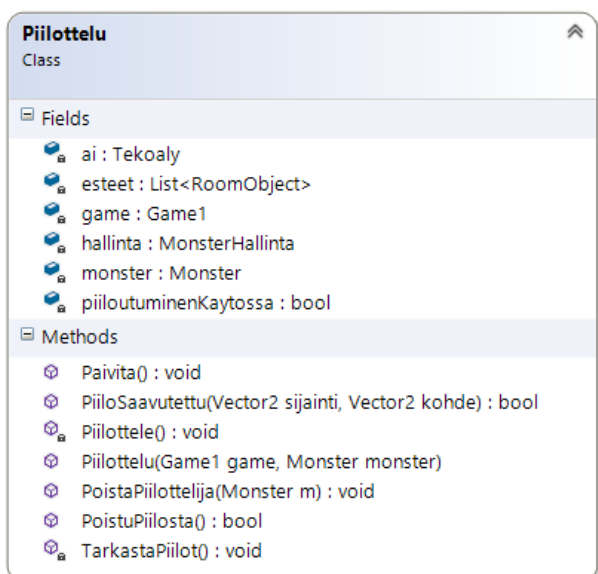 Piilottelu
Class
Fields
ai : Tekoaly
esteet : List<RoomObject>
game : Game1
hallinta : MonsterHallinta
monster : Monster
piiloutuminenKaytossa : bool
Methods
Paivita() : void
PiiloSaavutettu(Vector2 sijainti, Vector2 kohde) : bool
Piilottele() : void
Piilottelu(Game1 game, Monster monster)
PoistaPiilottelija(Monster m) : void
PoistuPiilosta() : bool
TarkastaPiilot() : void